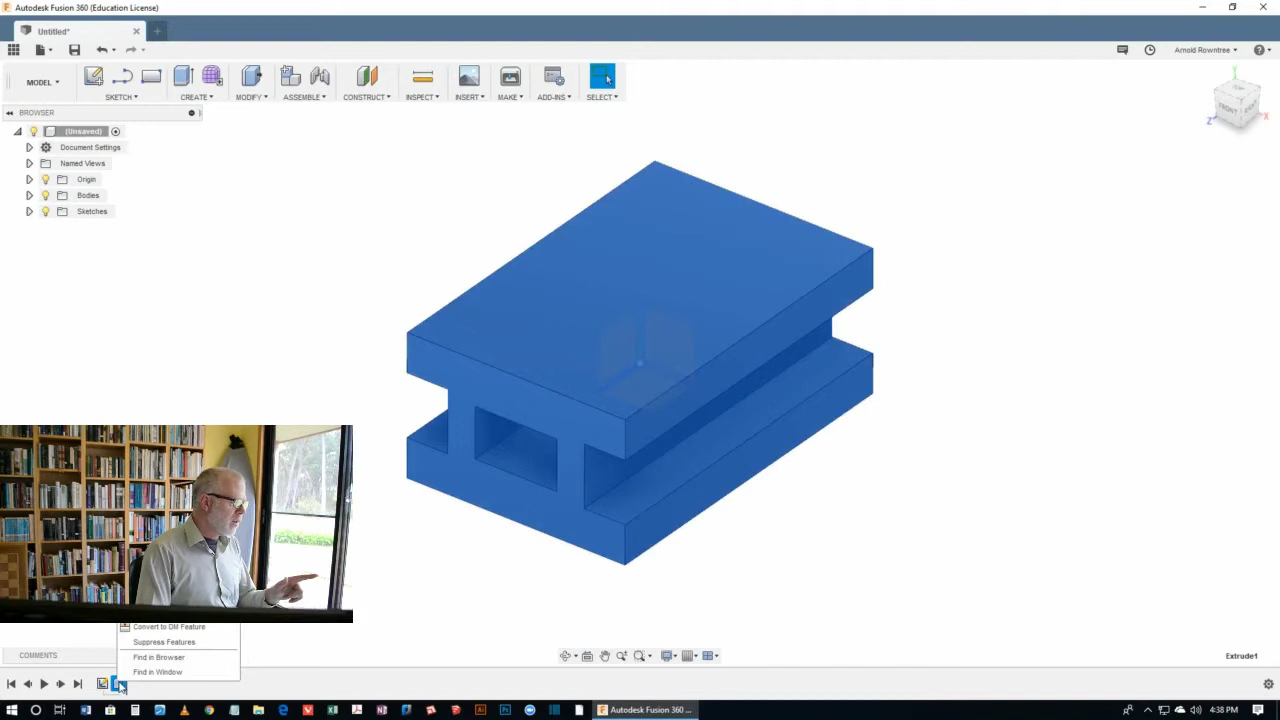 Autodesk Fusion 360 (Education License)
Untitled*
Arnold Rowntree
MODEL
SKETCH
CREATE
MODIFY
ASSEMBLE
CONSTRUCT
INSPECT
INSERT
MAKE
ADD-INS
SELECT
BROWSER
(Unsaved)
Document Settings
Named Views
Origin
Bodies
Sketches
Y
FRONT
Z
X
Convert to DM Feature
Suppress Features
Find in Browser
Find in Window
COMMENTS
Extrude1
Autodesk Fusion 360 ...
4:38 PM